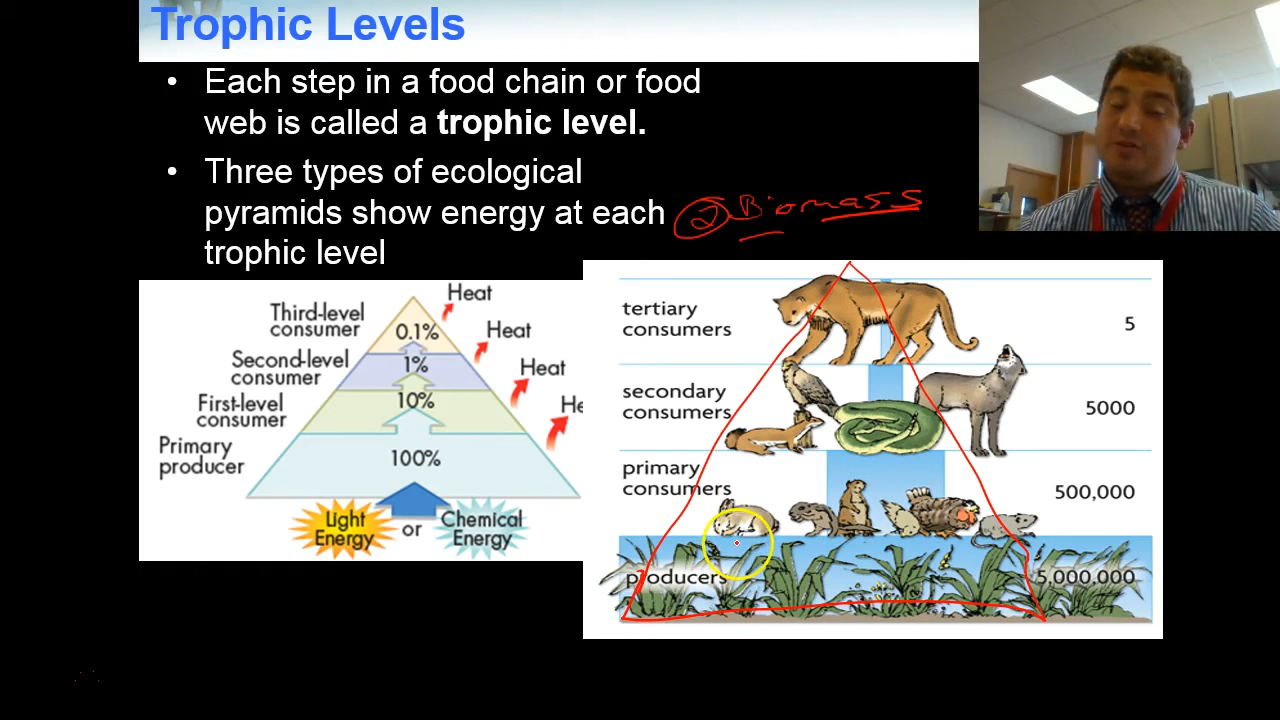 Trophic Levels
• Each step in a food chain or food
web is called a trophic level.
• Three types of ecological
pyramids show energy at each
trophic level
② Biomass
Third-level
consumer
0.1%
Heat
Second-level
consumer
1%
Heat
First-level
consumer
10%
Heat
Primary
producer
100%
He
Light
Energy
or
Chemical
Energy
tertiary
consumers
5
secondary
consumers
5000
primary
consumers
500,000
producers
5,000,000